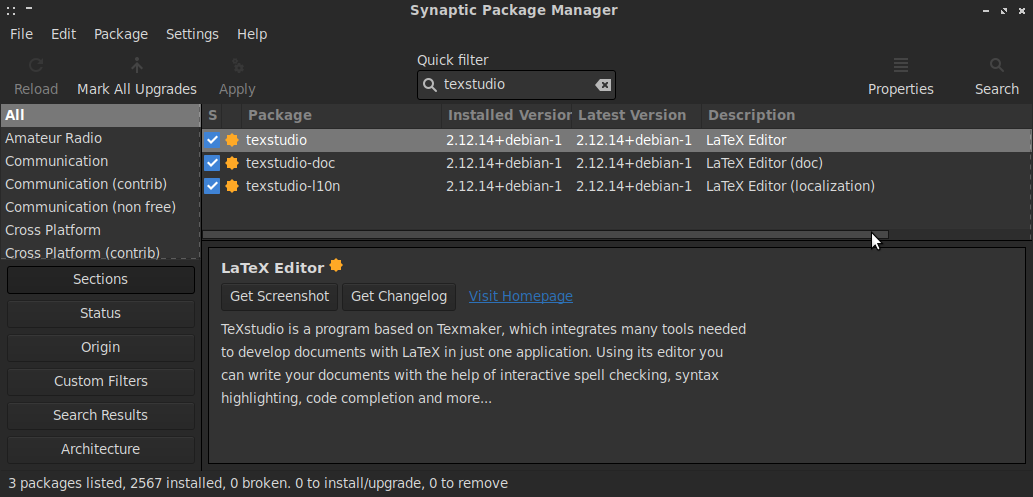 Synaptic Package Manager
File Edit Package Settings Help
Quick filter
texstudio
Reload Mark All Upgrades Apply Properties Search
All
Amateur Radio
Communication
Communication (contrib)
Communication (non free)
Cross Platform
Cross Platform (contrib)
Sections
Status
Origin
Custom Filters
Search Results
Architecture
S Package Installed Version Latest Version Description
texstudio 2.12.14+debian-1 2.12.14+debian-1 LaTeX Editor
texstudio-doc 2.12.14+debian-1 2.12.14+debian-1 LaTeX Editor (doc)
texstudio-l10n 2.12.14+debian-1 2.12.14+debian-1 LaTeX Editor (localization)
LaTeX Editor
Get Screenshot Get Changelog Visit Homepage
TeXstudio is a program based on Texmaker, which integrates many tools needed
to develop documents with LaTeX in just one application. Using its editor you
can write your documents with the help of interactive spell checking, syntax
highlighting, code completion and more...
3 packages listed, 2567 installed, 0 broken. 0 to install/upgrade, 0 to remove